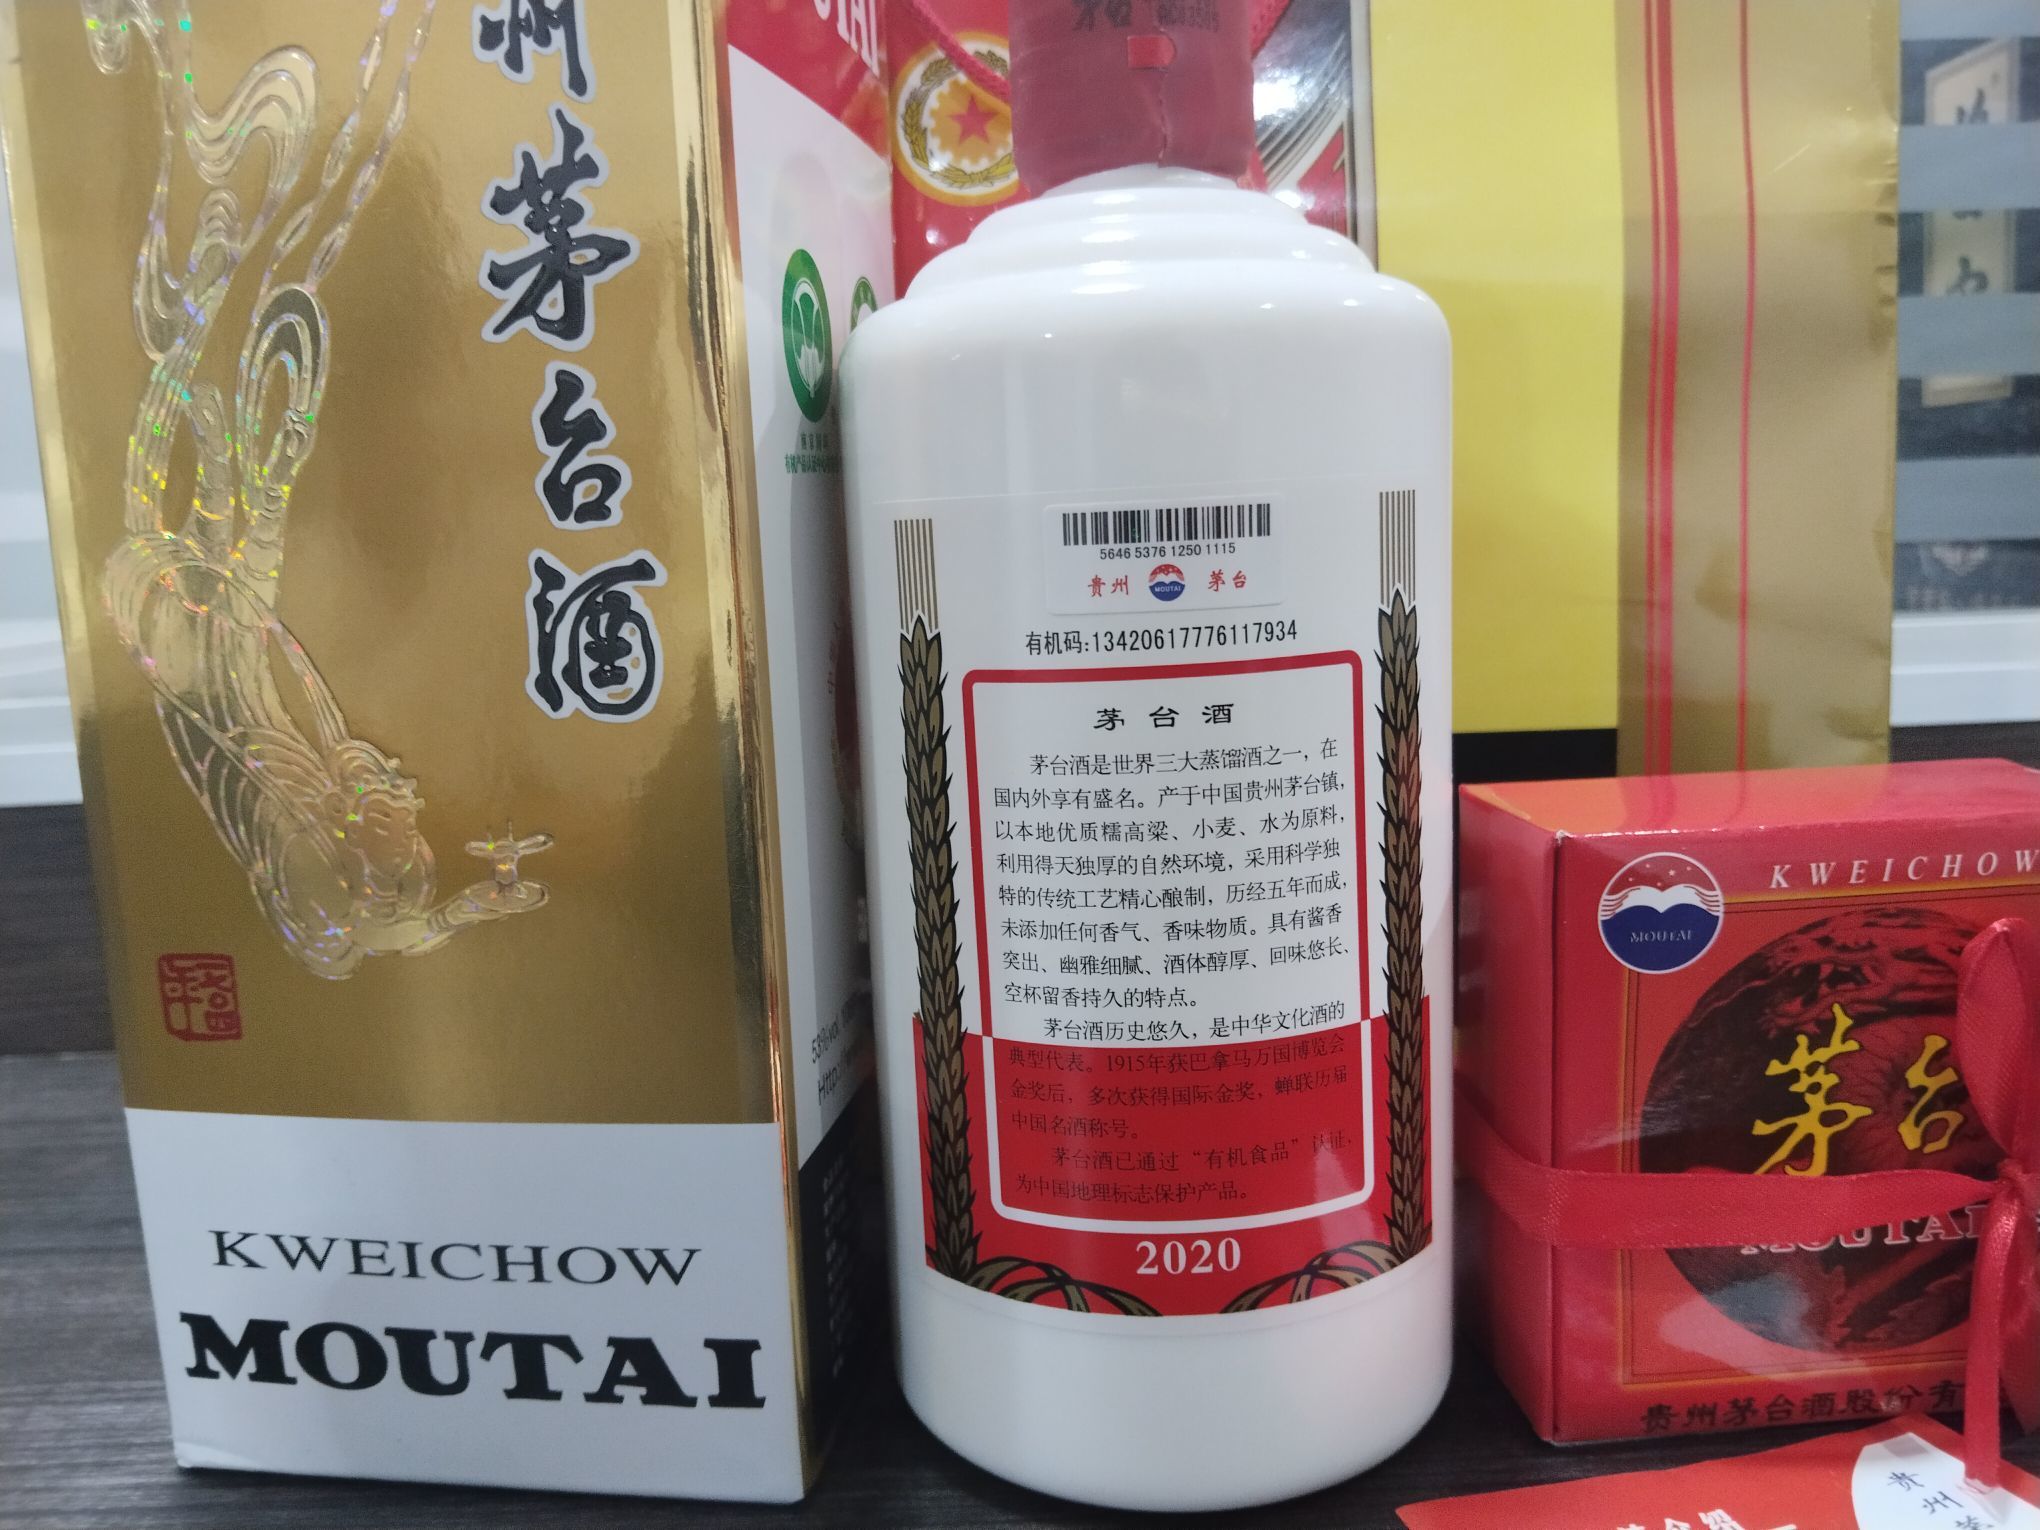 州茅台酒
KWEICHOW
MOUTAI
53%vol
茅台
5646 5376 1250 1115
贵州 MOUTAI 茅台
有机码:13420617776117934
茅台酒
茅台酒是世界三大蒸馏酒之一，在
国内外享有盛名。产于中国贵州茅台镇，
以本地优质糯高粱、小麦、水为原料，
利用得天独厚的自然环境，采用科学独
特的传统工艺精心酿制，历经五年而成，
未添加任何香气、香味物质。具有酱香
突出、幽雅细腻、酒体醇厚、回味悠长、
空杯留香持久的特点。
茅台酒历史悠久，是中华文化酒的
典型代表。1915年获巴拿马万国博览会
金奖后，多次获得国际金奖，蝉联历届
中国名酒称号。
茅台酒已通过“有机食品”认证，
为中国地理标志保护产品。
2020
MOUTAI
KWEICHOW
茅台
MOUTAI
贵州茅台酒股份有
贵州茅